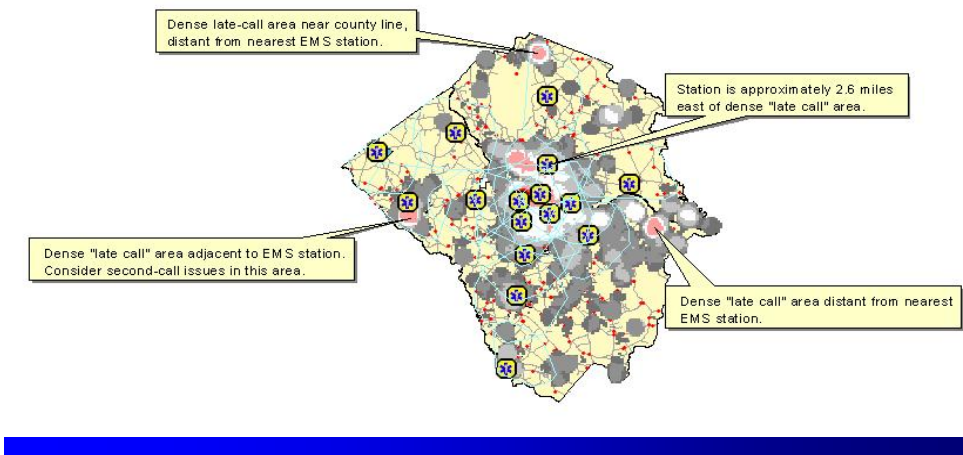 Dense late-call area near county line,
distant from nearest EMS station.
Station is approximately 2.6 miles
east of dense "late call" area.
Dense "late call" area adjacent to EMS station.
Consider second-call issues in this area.
Dense "late call" area distant from nearest
EMS station.